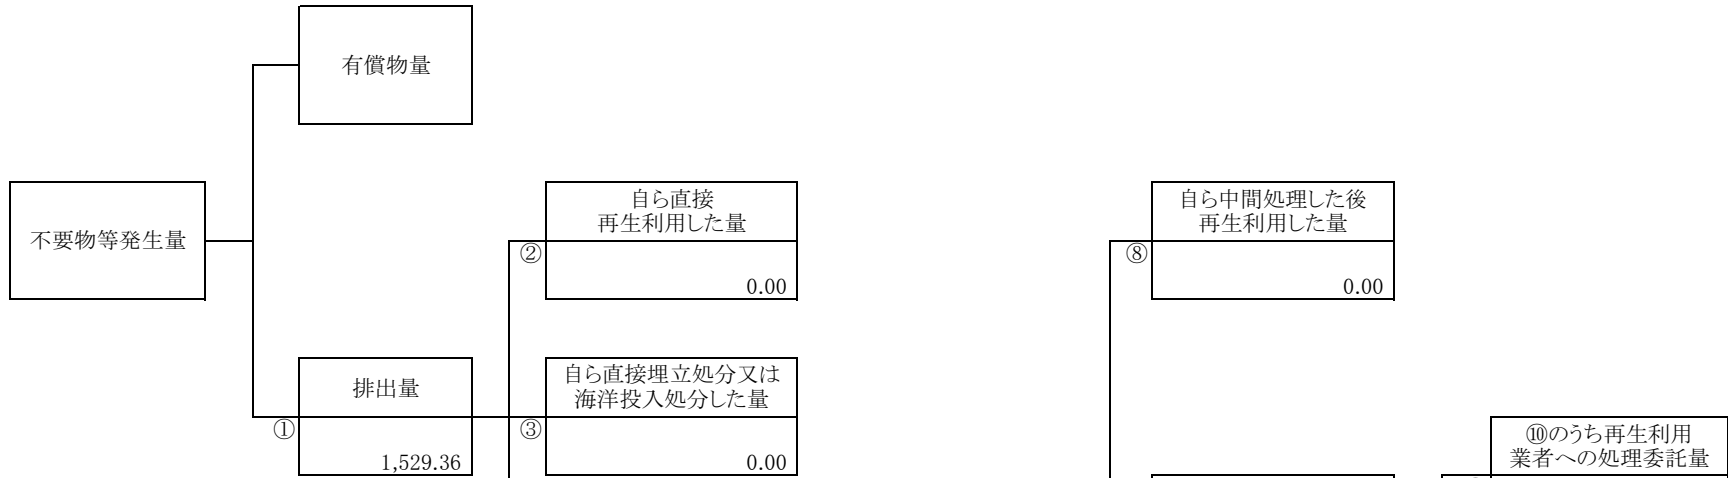 有償物量
不要物等発生量
自ら直接
再生利用した量
②
0.00
自ら中間処理した後
再生利用した量
⑧
0.00
排出量
①
1,529.36
自ら直接埋立処分又は
海洋投入処分した量
③
0.00
⑩のうち再生利用
業者への処理委託量